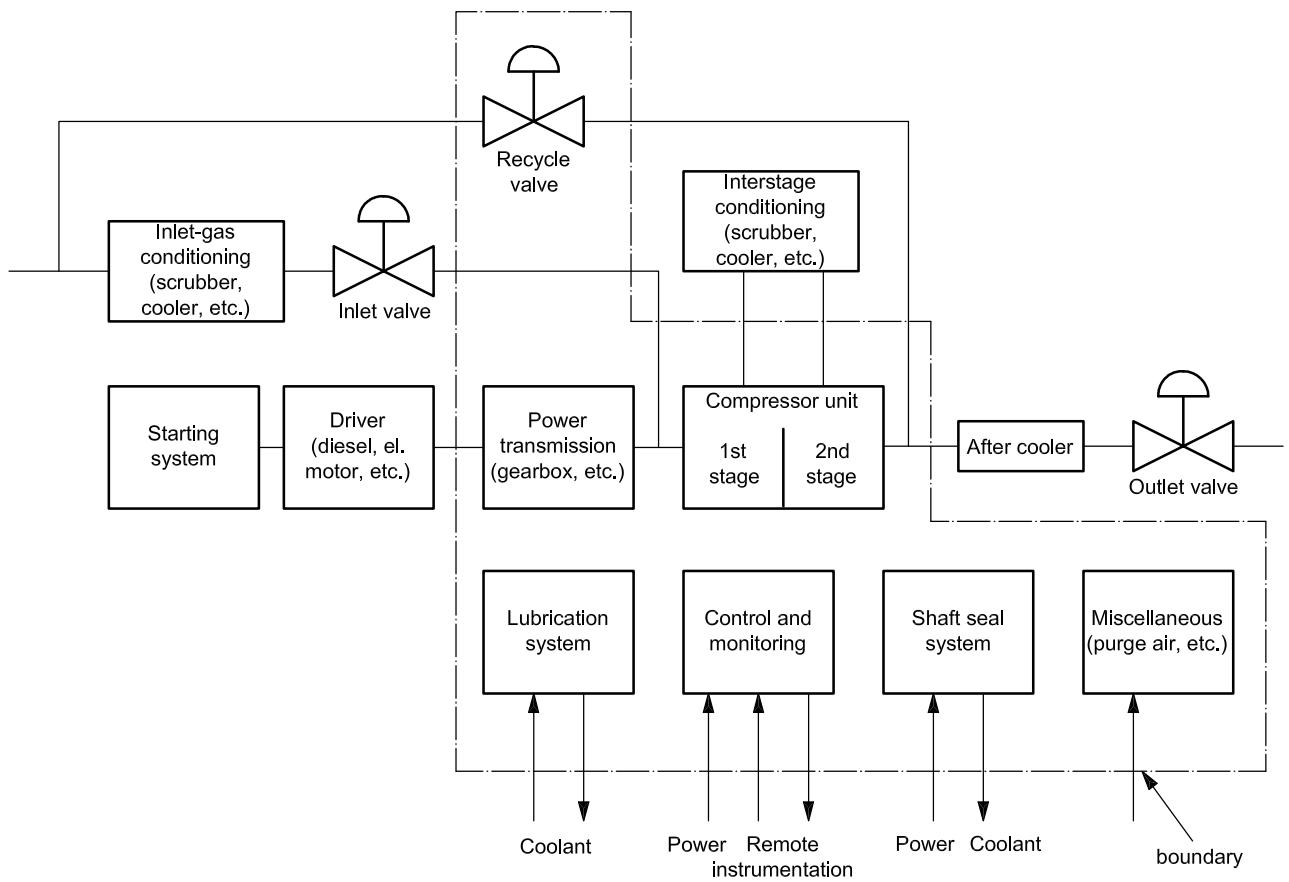 Recycle
valve
Interstage
conditioning
(scrubber,
cooler, etc.)
Inlet-gas
conditioning
(scrubber,
cooler, etc.)
Inlet valve
Starting
system
Driver
(diesel, el.
motor, etc.)
Power
transmission
(gearbox, etc.)
Compressor unit
1st
stage
2nd
stage
After cooler
Outlet valve
Lubrication
system
Control and
monitoring
Shaft seal
system
Miscellaneous
(purge air, etc.)
Coolant
Power
Remote
instrumentation
Power
Coolant
boundary